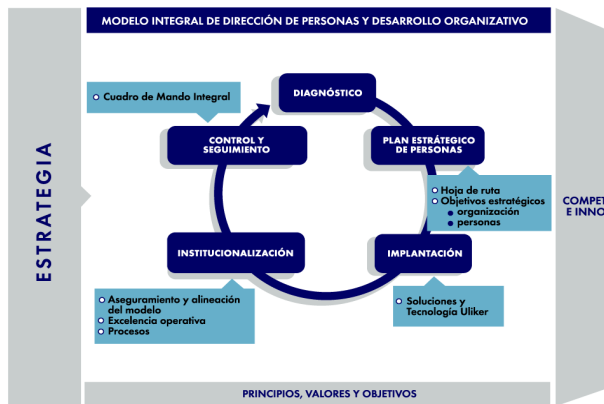 MODELO INTEGRAL DE DIRECCIÓN DE PERSONAS Y DESARROLLO ORGANIZATIVO
ESTRATEGIA
DIAGNÓSTICO
Cuadro de Mando Integral
CONTROL Y
SEGUIMIENTO
PLAN ESTRÁTEGICO
DE PERSONAS
Hoja de ruta
Objetivos estratégicos
organización
personas
INSTITUCIONALIZACIÓN
IMPLANTACIÓN
Aseguramiento y alineación
del modelo
Excelencia operativa
Procesos
Soluciones y
Tecnología Uliker
E
PRINCIPIOS, VALORES Y OBJETIVOS